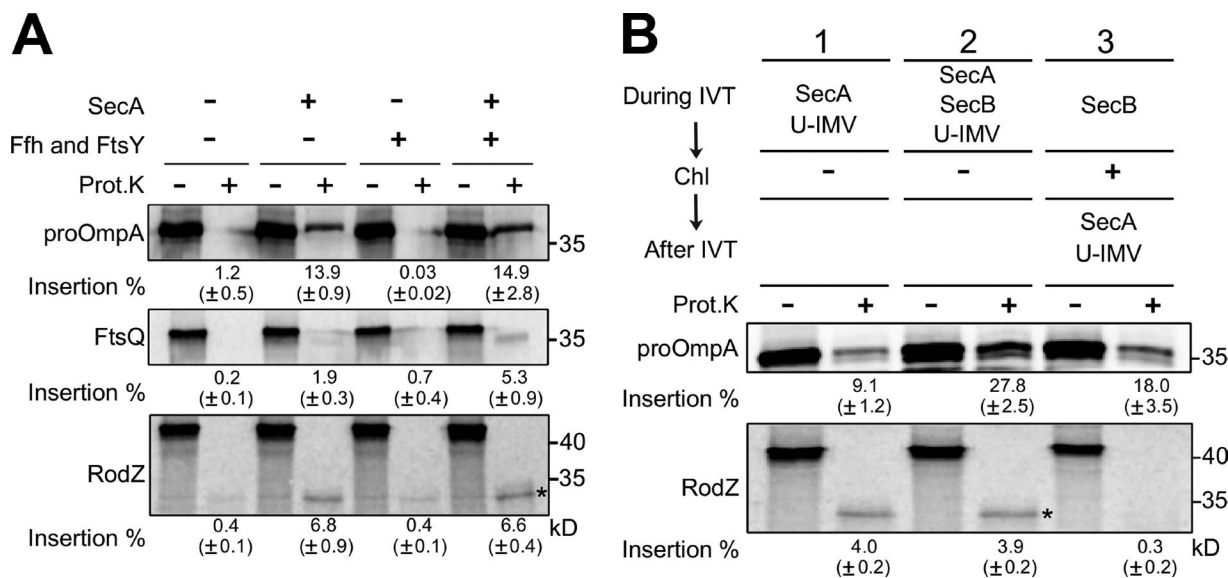 A
SecA - + - +
Ffh and FtsY - - + +
Prot.K - + - + - + - +
proOmpA
-35
Insertion % 1.2 13.9 0.03 14.9
(±0.5) (±0.9) (±0.02) (±2.8)
FtsQ
-35
Insertion % 0.2 1.9 0.7 5.3
(±0.1) (±0.3) (±0.4) (±0.9)
-40
RodZ
-35
*
kD
Insertion % 0.4 6.8 0.4 6.6
(±0.1) (±0.9) (±0.1) (±0.4)
B
1 2 3
During IVT
SecA
U-IMV
SecA
SecB
U-IMV
SecB
Chl - - +
After IVT
SecA
U-IMV
Prot.K - + - + - +
proOmpA
-35
Insertion % 9.1 27.8 18.0
(±1.2) (±2.5) (±3.5)
-40
RodZ
-35
*
Insertion % 4.0 3.9 0.3 kD
(±0.2) (±0.2) (±0.2)